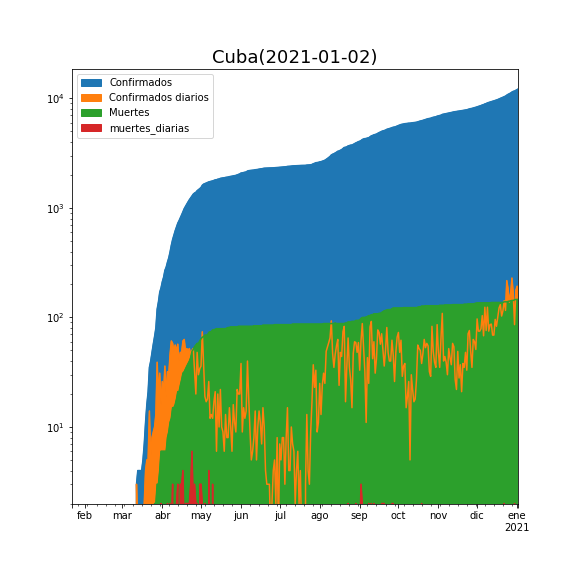 Cuba(2021-01-02)
Confirmados
Confirmados diarios
Muertes
muertes_diarias
10⁴
10³
10²
10¹
feb mar abr may jun jul ago sep oct nov dic ene
2021